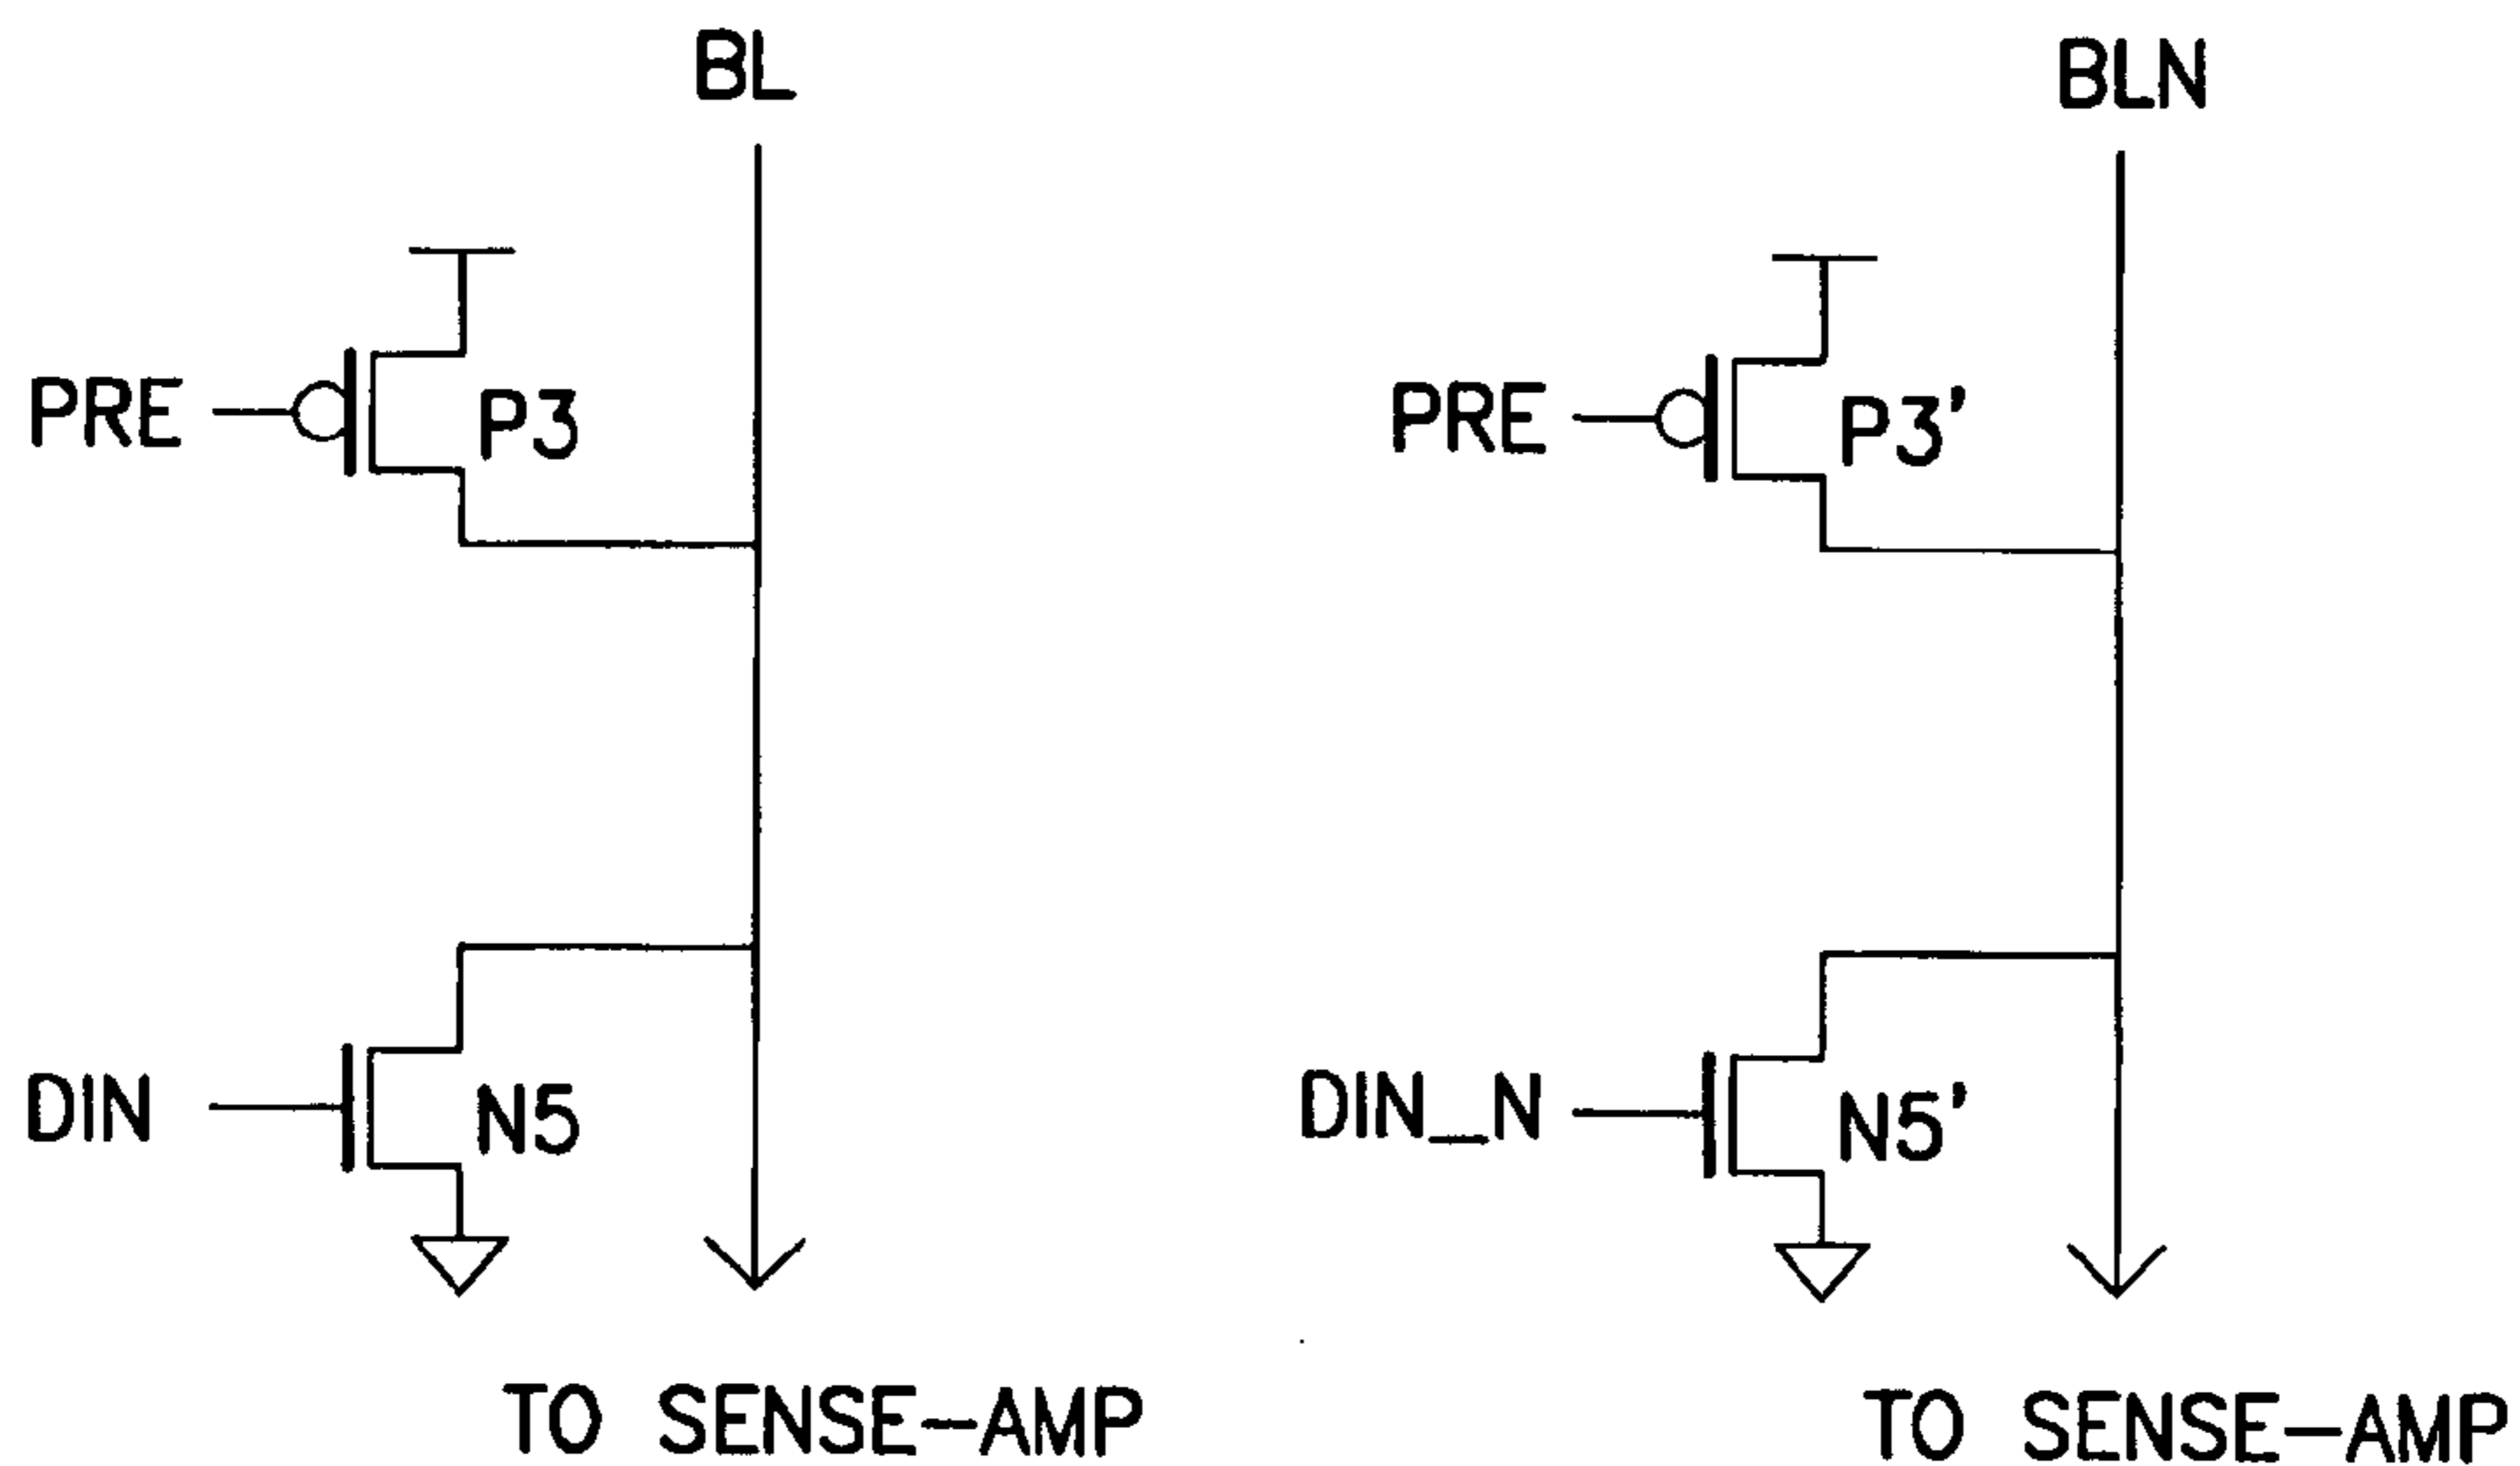 BL
BLN
PRE
P3
PRE
P3'
DIN
N5
DIN_N
N5'
TO SENSE-AMP
TO SENSE-AMP